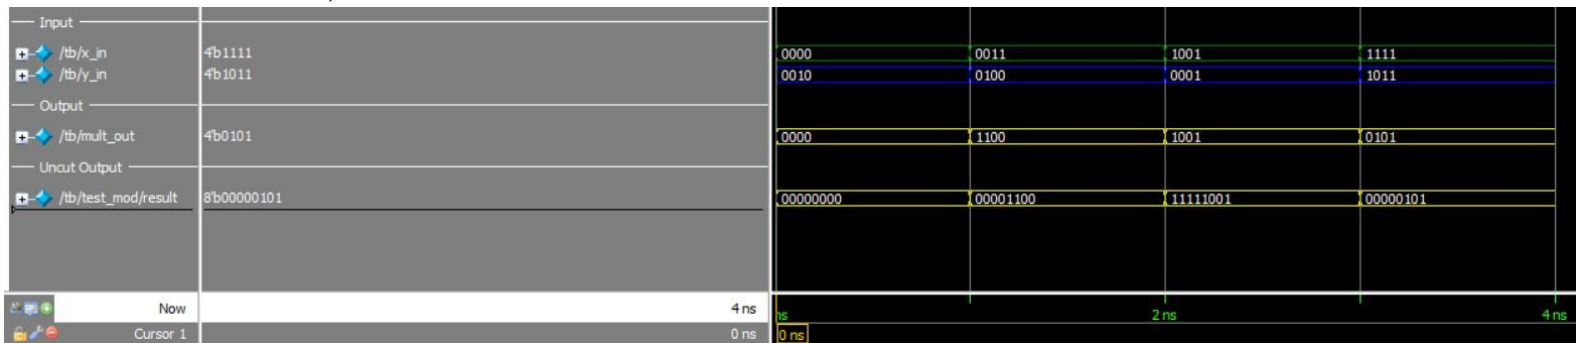 Input
/tb/x_in 4'b1111 0000 0011 1001 1111
/tb/y_in 4'b1011 0010 0100 0001 1011
Output
/tb/mult_out 4'b0101 0000 1100 1001 0101
Uncut Output
/tb/test_mod/result 8'b00000101 00000000 00001100 11111001 00000101
Now 4 ns ns 2 ns 4 ns
Cursor 1 0 ns 0 ns